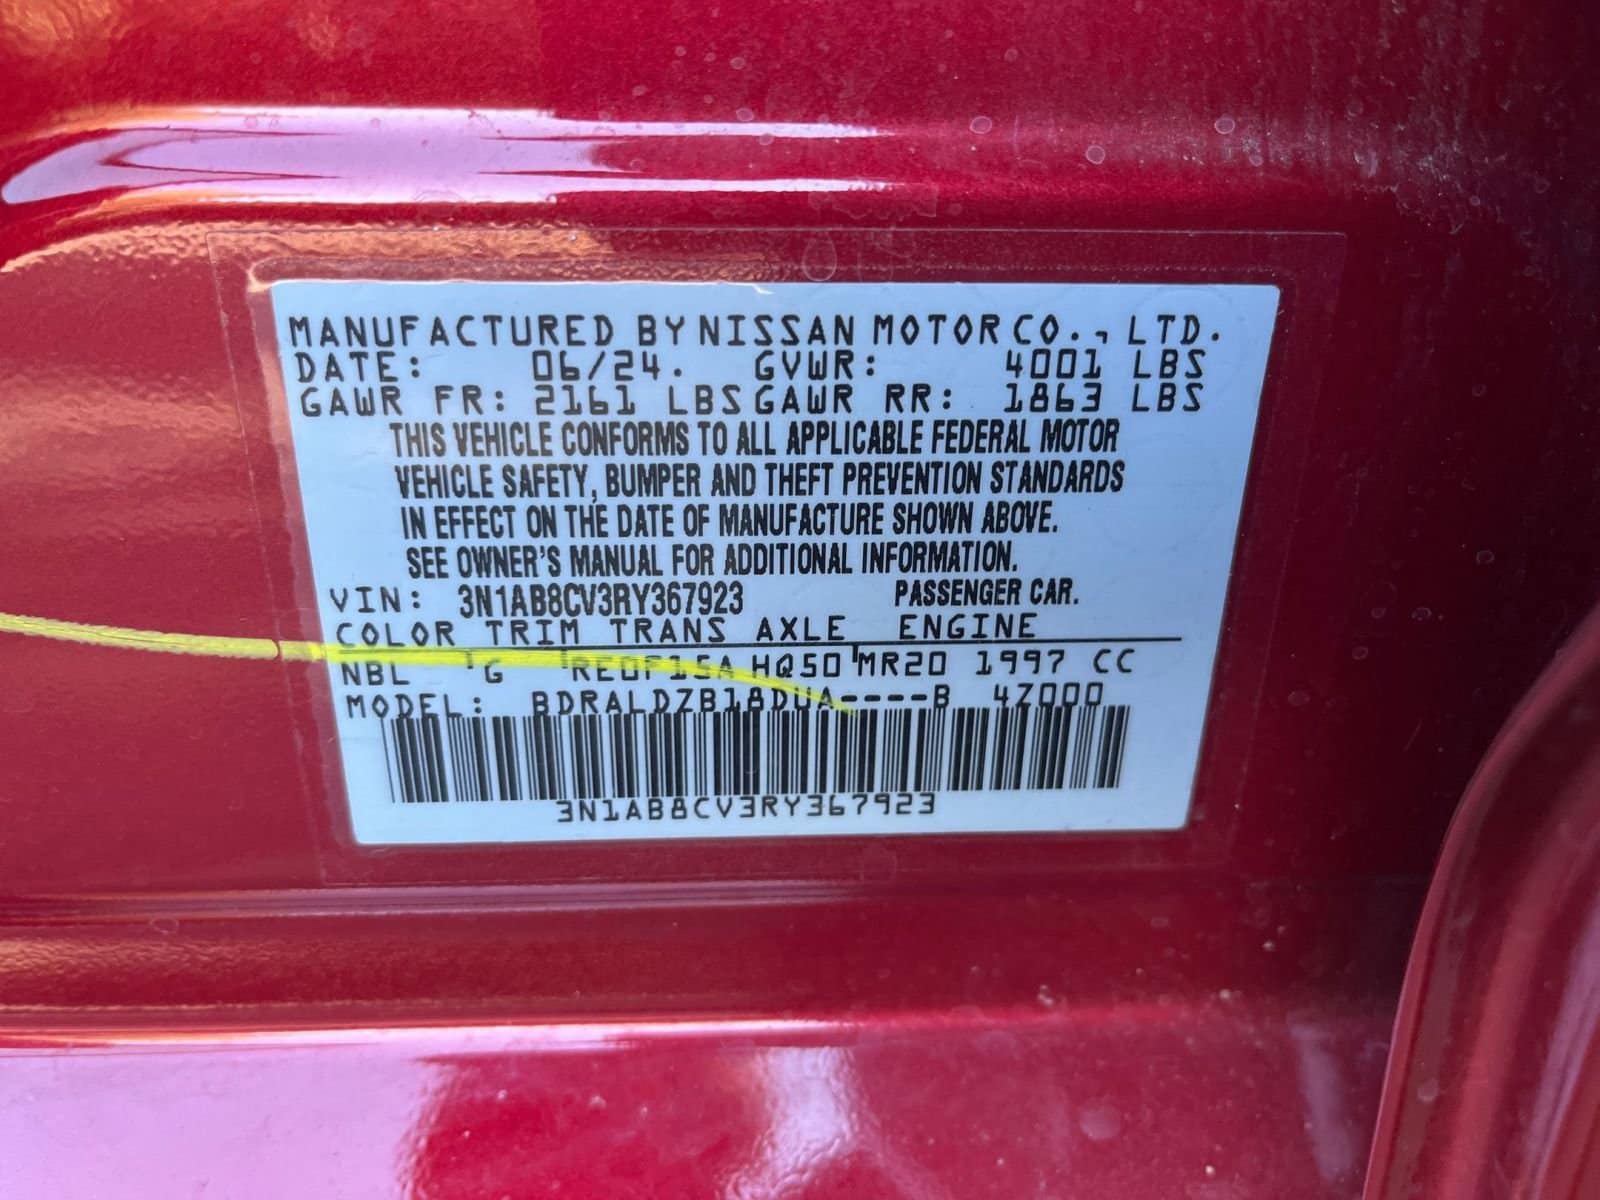 MANUFACTURED BY NISSAN MOTOR CO., LTD.
DATE: 06/24. GVWR: 4001 LBS
GAWR FR: 2161 LBS GAWR RR: 1863 LBS
THIS VEHICLE CONFORMS TO ALL APPLICABLE FEDERAL MOTOR
VEHICLE SAFETY, BUMPER AND THEFT PREVENTION STANDARDS
IN EFFECT ON THE DATE OF MANUFACTURE SHOWN ABOVE.
SEE OWNER'S MANUAL FOR ADDITIONAL INFORMATION.
VIN: 3N1AB8CV3RY367923 PASSENGER CAR.
COLOR TRIM TRANS AXLE ENGINE
NBL G RE0F15A HQ50 MR20 1997 CC
MODEL: BDRALDZB18DUA----B 4Z000
3N1AB8CV3RY367923